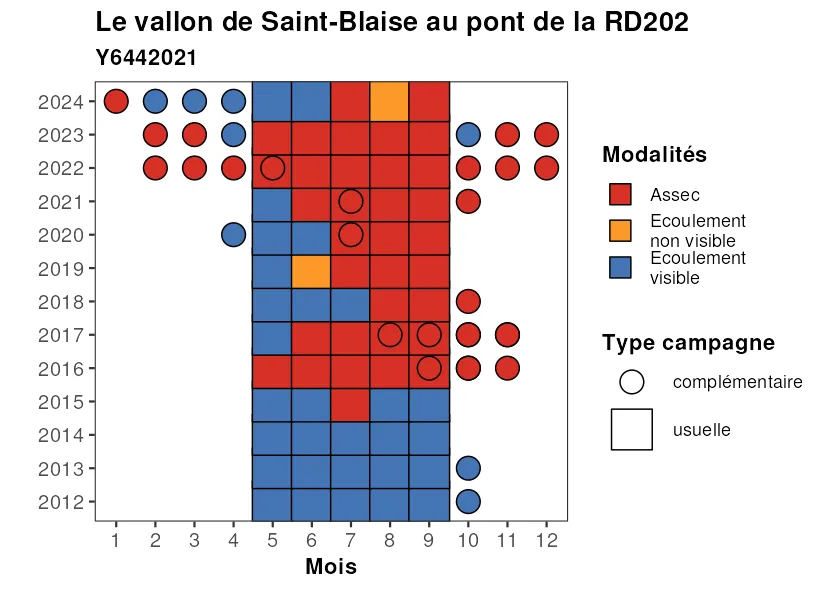 Le vallon de Saint-Blaise au pont de la RD202
Y6442021
2024
2023
2022
2021
2020
2019
2018
2017
2016
2015
2014
2013
2012
1 2 3 4 5 6 7 8 9 10 11 12
Mois
Modalités
Assec
Ecoulement
non visible
Ecoulement
visible
Type campagne
complémentaire
usuelle